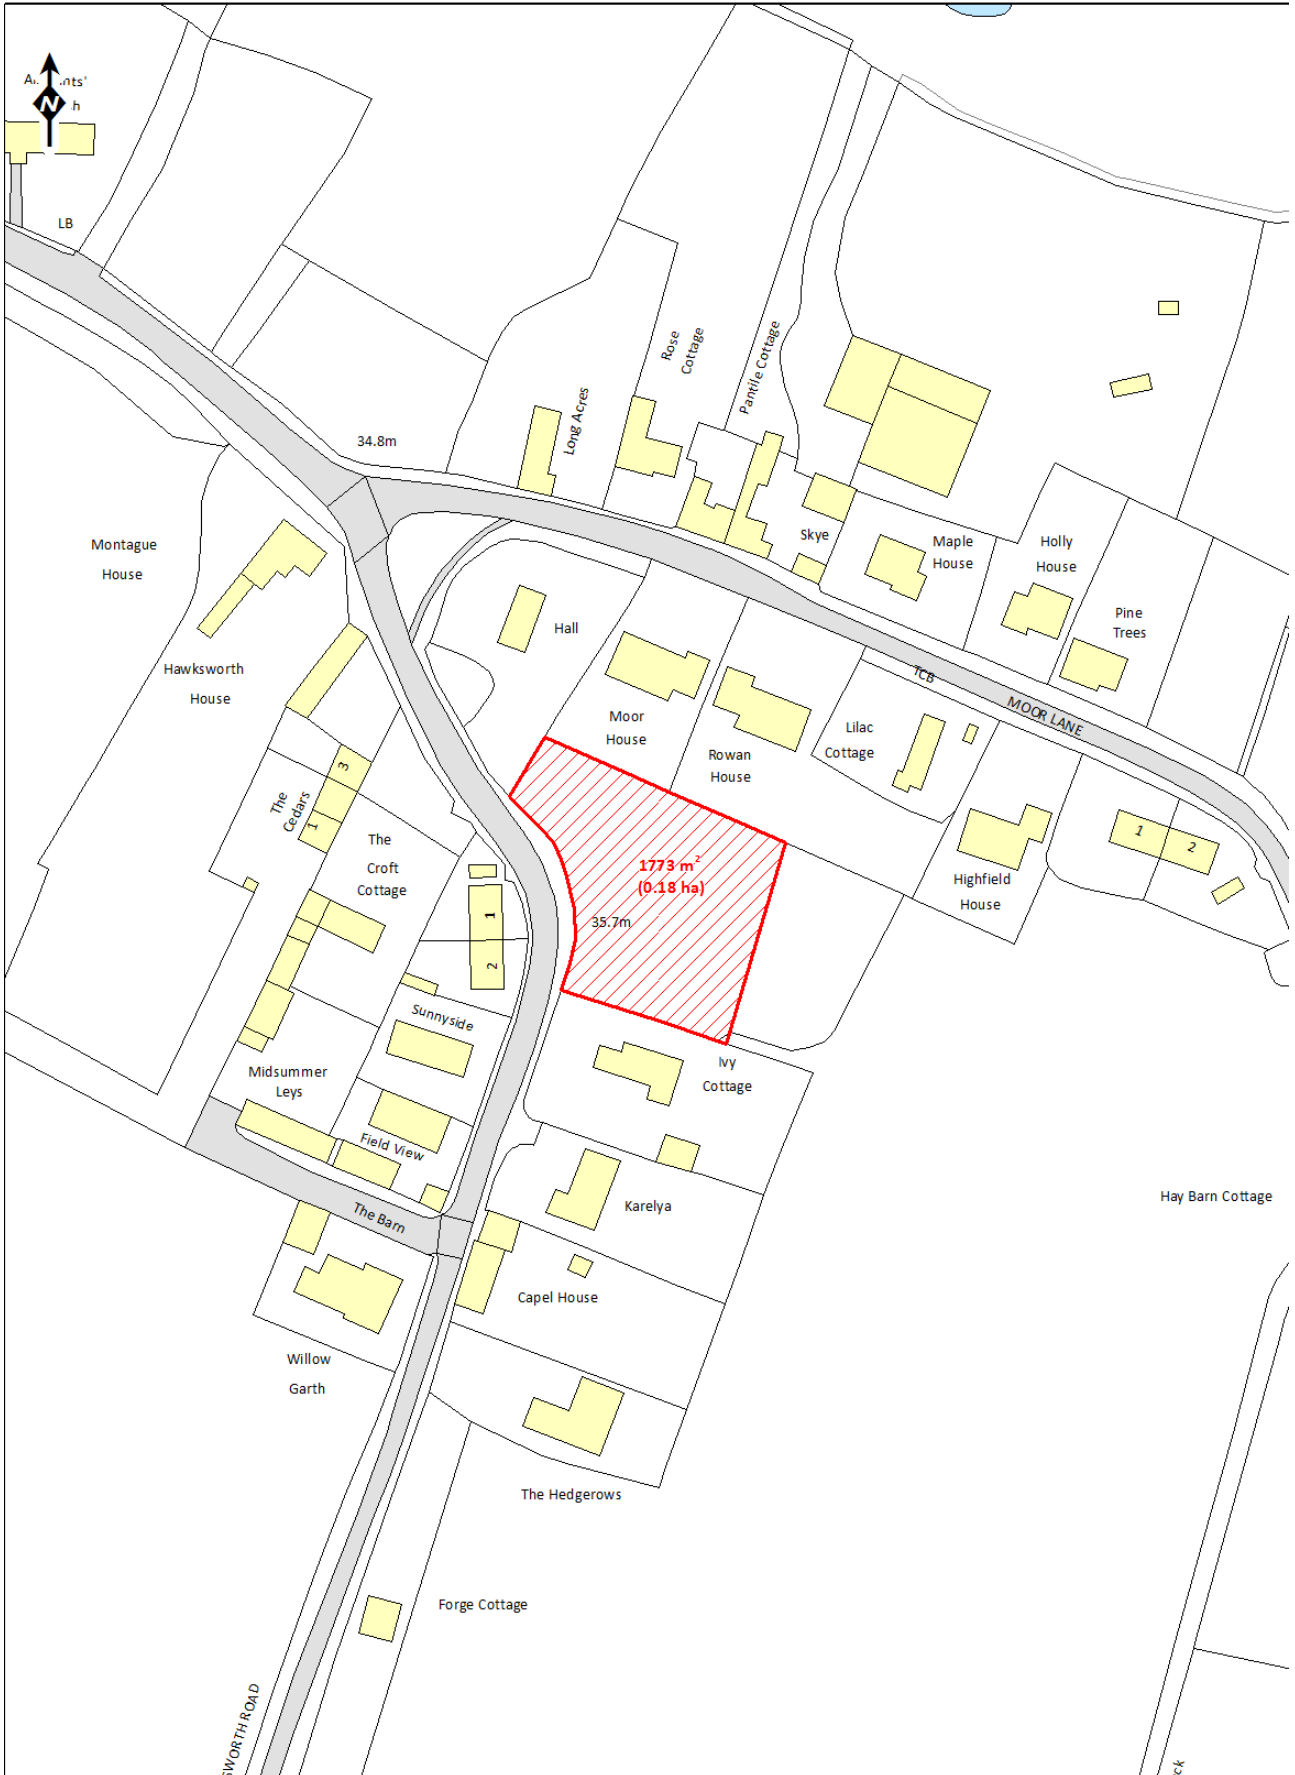 N
LB
34.8m
Rose
Cottage
Pantile Cottage
Long Acres
Montague
House
Skye
Maple
House
Holly
House
Pine
Trees
Hall
Hawksworth
House
TCB
MOOR LANE
Moor
House
Rowan
House
Lilac
Cottage
3
The
Cedars
1
The
Croft
Cottage
1773 m²
(0.18 ha)
35.7m
1
2
1
2
Highfield
House
Sunnyside
Ivy
Cottage
Midsummer
Leys
Field View
Karelya
Hay Barn Cottage
The Barn
Capel House
Willow
Garth
The Hedgerows
Forge Cottage
SWORTH ROAD